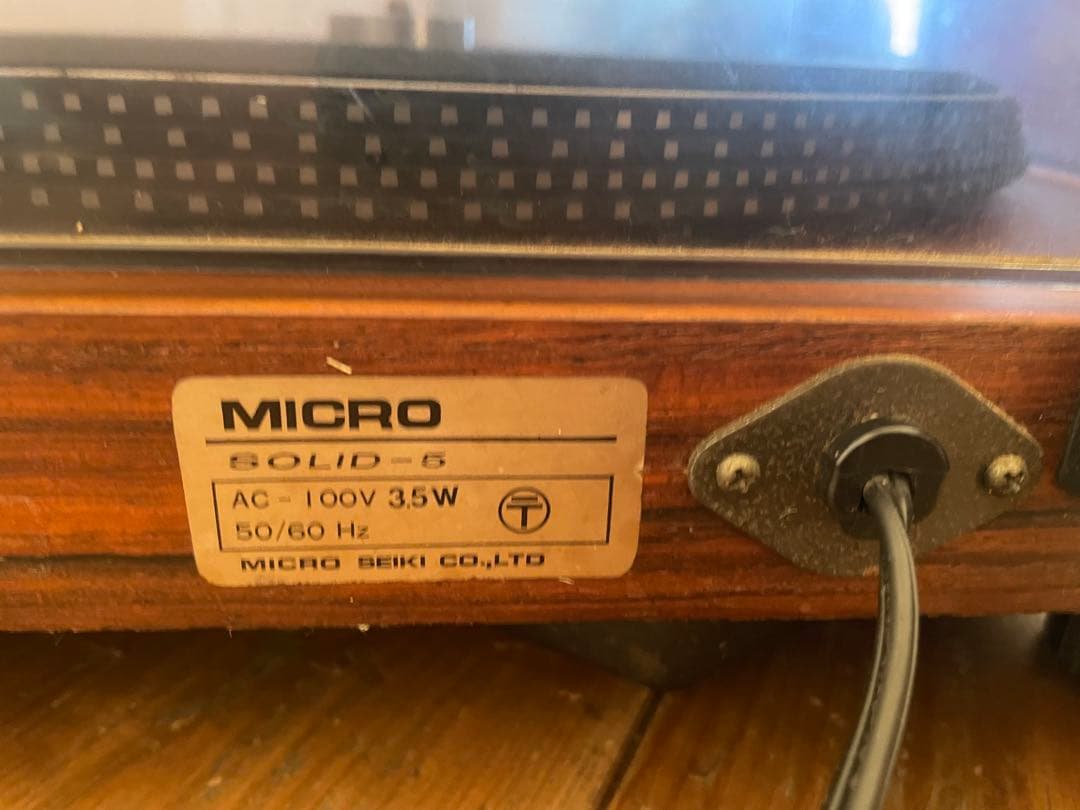 MICRO
SOLID-5
AC - 100V 3.5W
50/60 Hz
MICRO SEIKI CO.,LTD